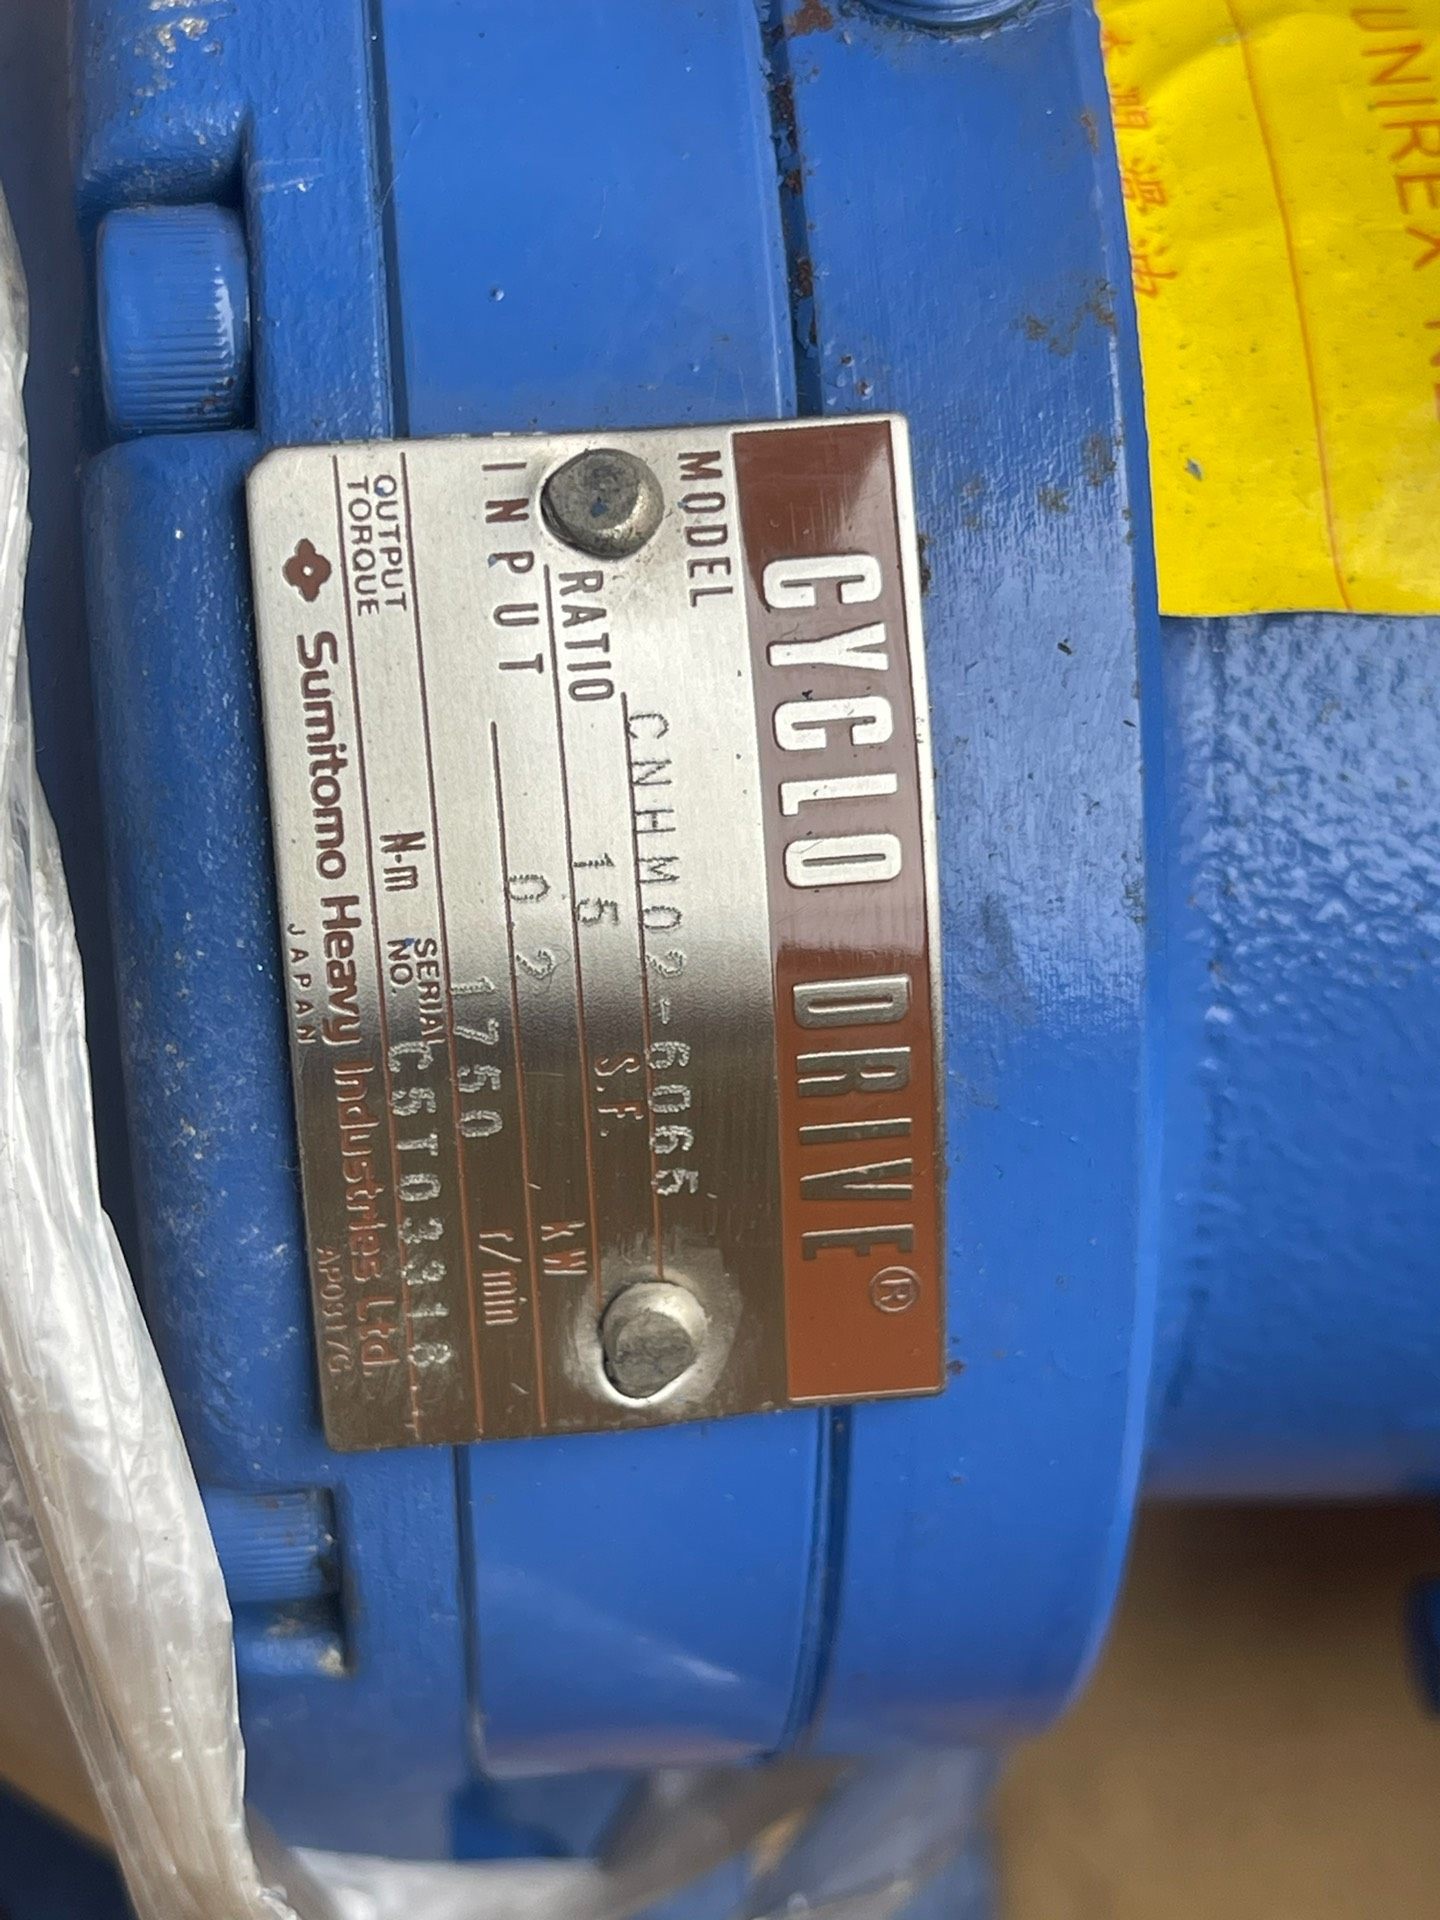 CYCLO DRIVE®
MODEL CNHM02-6065
RATIO 15 S.F.
INPUT 0.2 kW
1750 r/min
OUTPUT TORQUE N·m SERIAL NO. C5T03318
Sumitomo Heavy Industries Ltd.
JAPAN
UNIREX